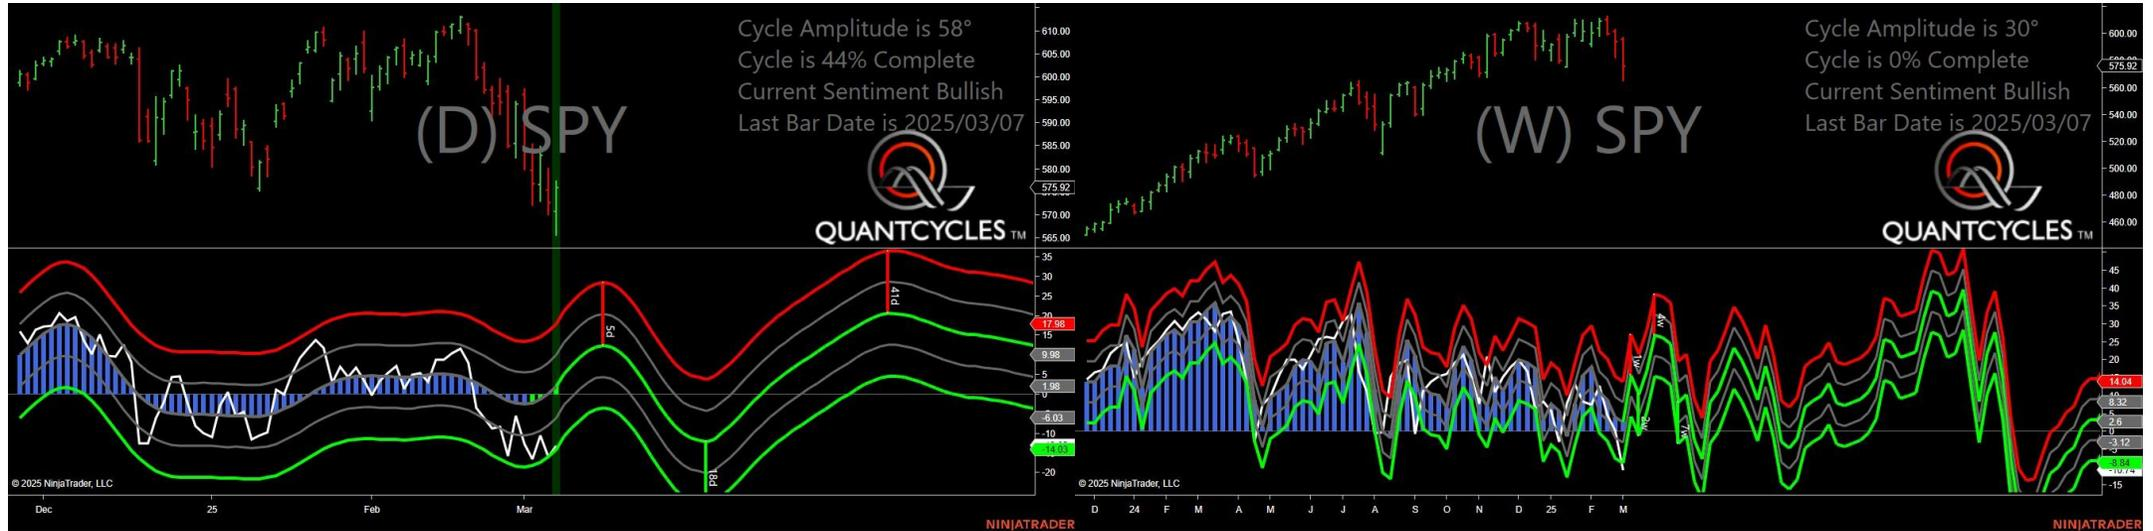 Cycle Amplitude is 58°
Cycle is 44% Complete
Current Sentiment Bullish
Last Bar Date is 2025/03/07
(D) SPY
QUANTCYCLES TM
610.00
605.00
600.00
595.00
590.00
585.00
580.00
575.92
570.00
565.00
35
30
25
20
17.98
15
9.98
5
1.98
0
-6.03
-10
-14.03
-20
5d
18d
41d
© 2025 NinjaTrader, LLC
Dec 25 Feb Mar
NINJATRADER
Cycle Amplitude is 30°
Cycle is 0% Complete
Current Sentiment Bullish
Last Bar Date is 2025/03/07
(W) SPY
QUANTCYCLES TM
600.00
575.92
560.00
540.00
520.00
500.00
480.00
460.00
45
40
35
30
25
20
14.04
8.32
2.6
-3.12
-8.84
-10.74
-15
1w
4w
7w
© 2025 NinjaTrader, LLC
D 24 F M A M J J A S O N D 25 F M
NINJATRADER